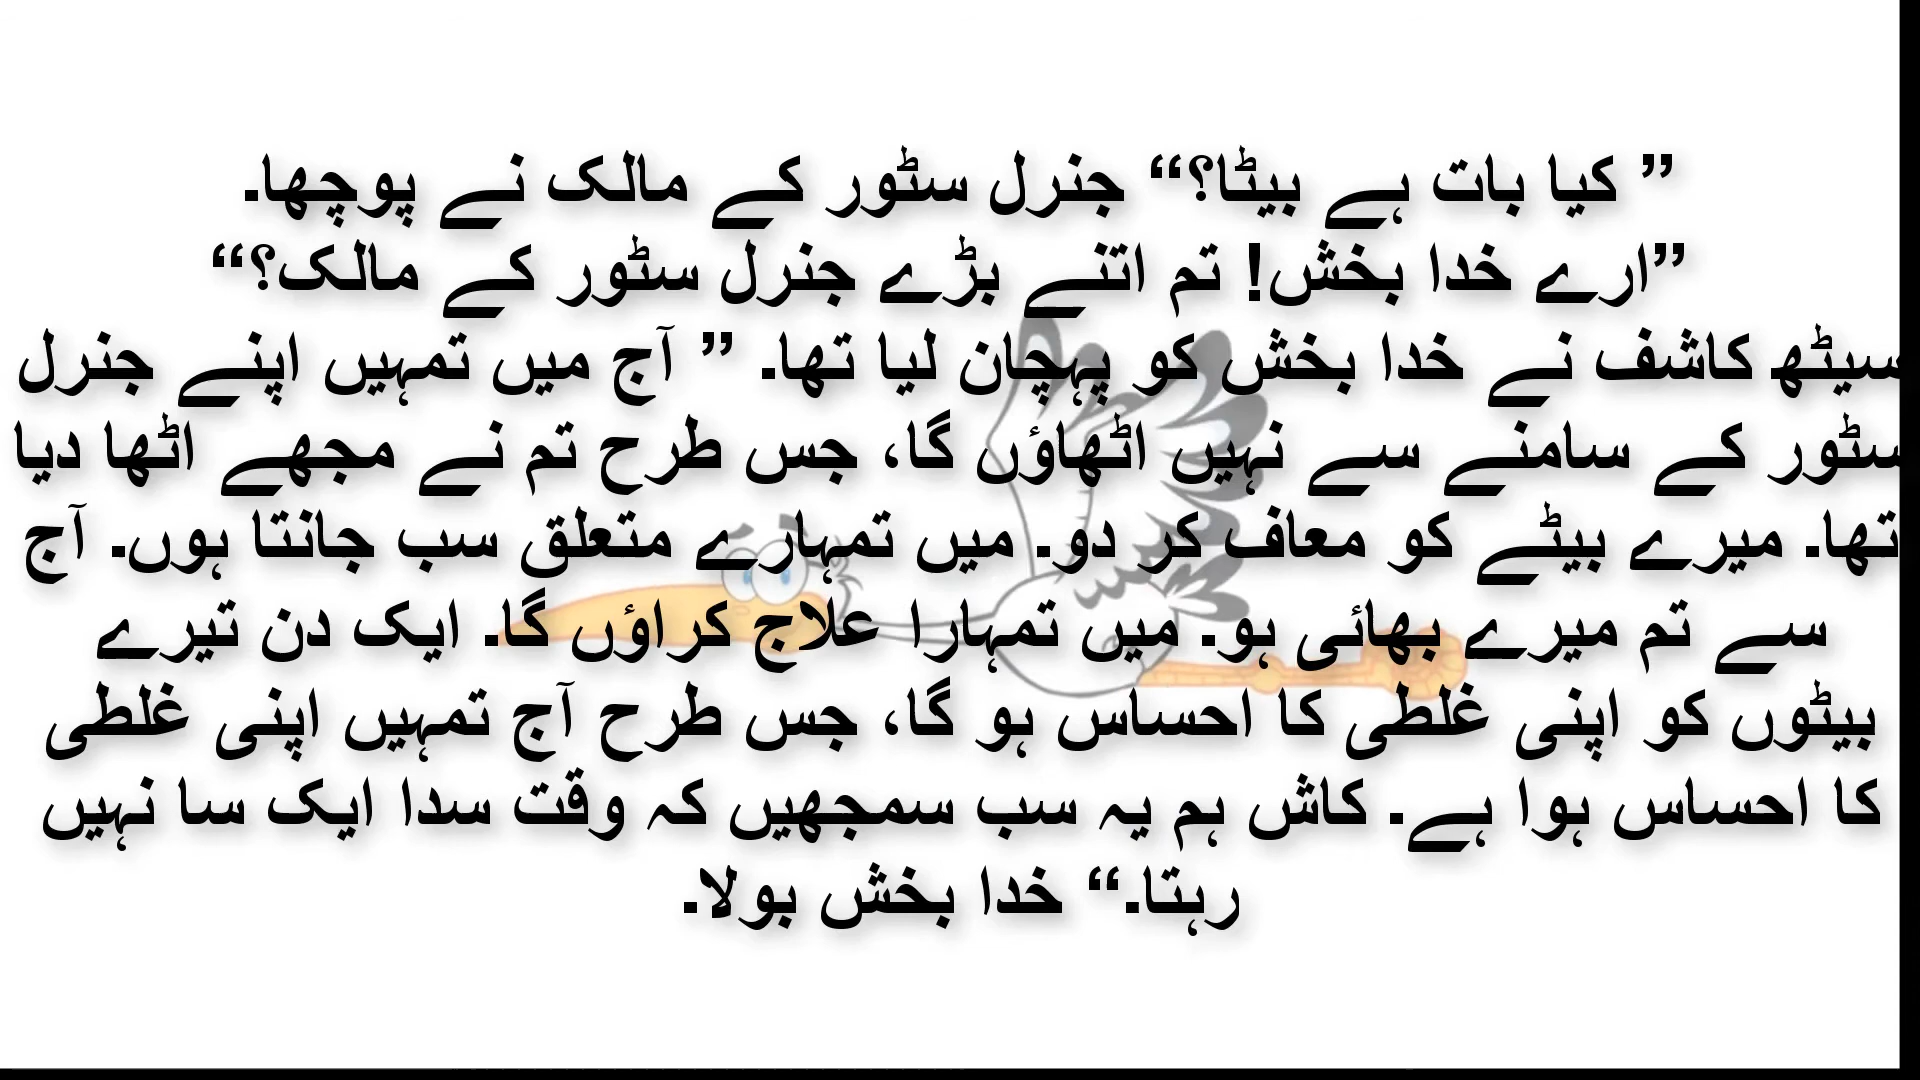 ” کیا بات ہے بیٹا؟“ جنرل سٹور کے مالک نے پوچھا۔
”ارے خدا بخش! تم اتنے بڑے جنرل سٹور کے مالک؟“
سیٹھ کاشف نے خدا بخش کو پہچان لیا تھا۔ ” آج میں تمہیں اپنے جنرل
سٹور کے سامنے سے نہیں اٹھاؤں گا، جس طرح تم نے مجھے اٹھا دیا
تھا۔ میرے بیٹے کو معاف کر دو۔ میں تمہارے متعلق سب جانتا ہوں۔ آج
سے تم میرے بھائی ہو۔ میں تمہارا علاج کراؤں گا۔ ایک دن تیرے
بیٹوں کو اپنی غلطی کا احساس ہو گا، جس طرح آج تمہیں اپنی غلطی
کا احساس ہوا ہے۔ کاش ہم یہ سب سمجھیں کہ وقت سدا ایک سا نہیں
رہتا۔“ خدا بخش بولا۔